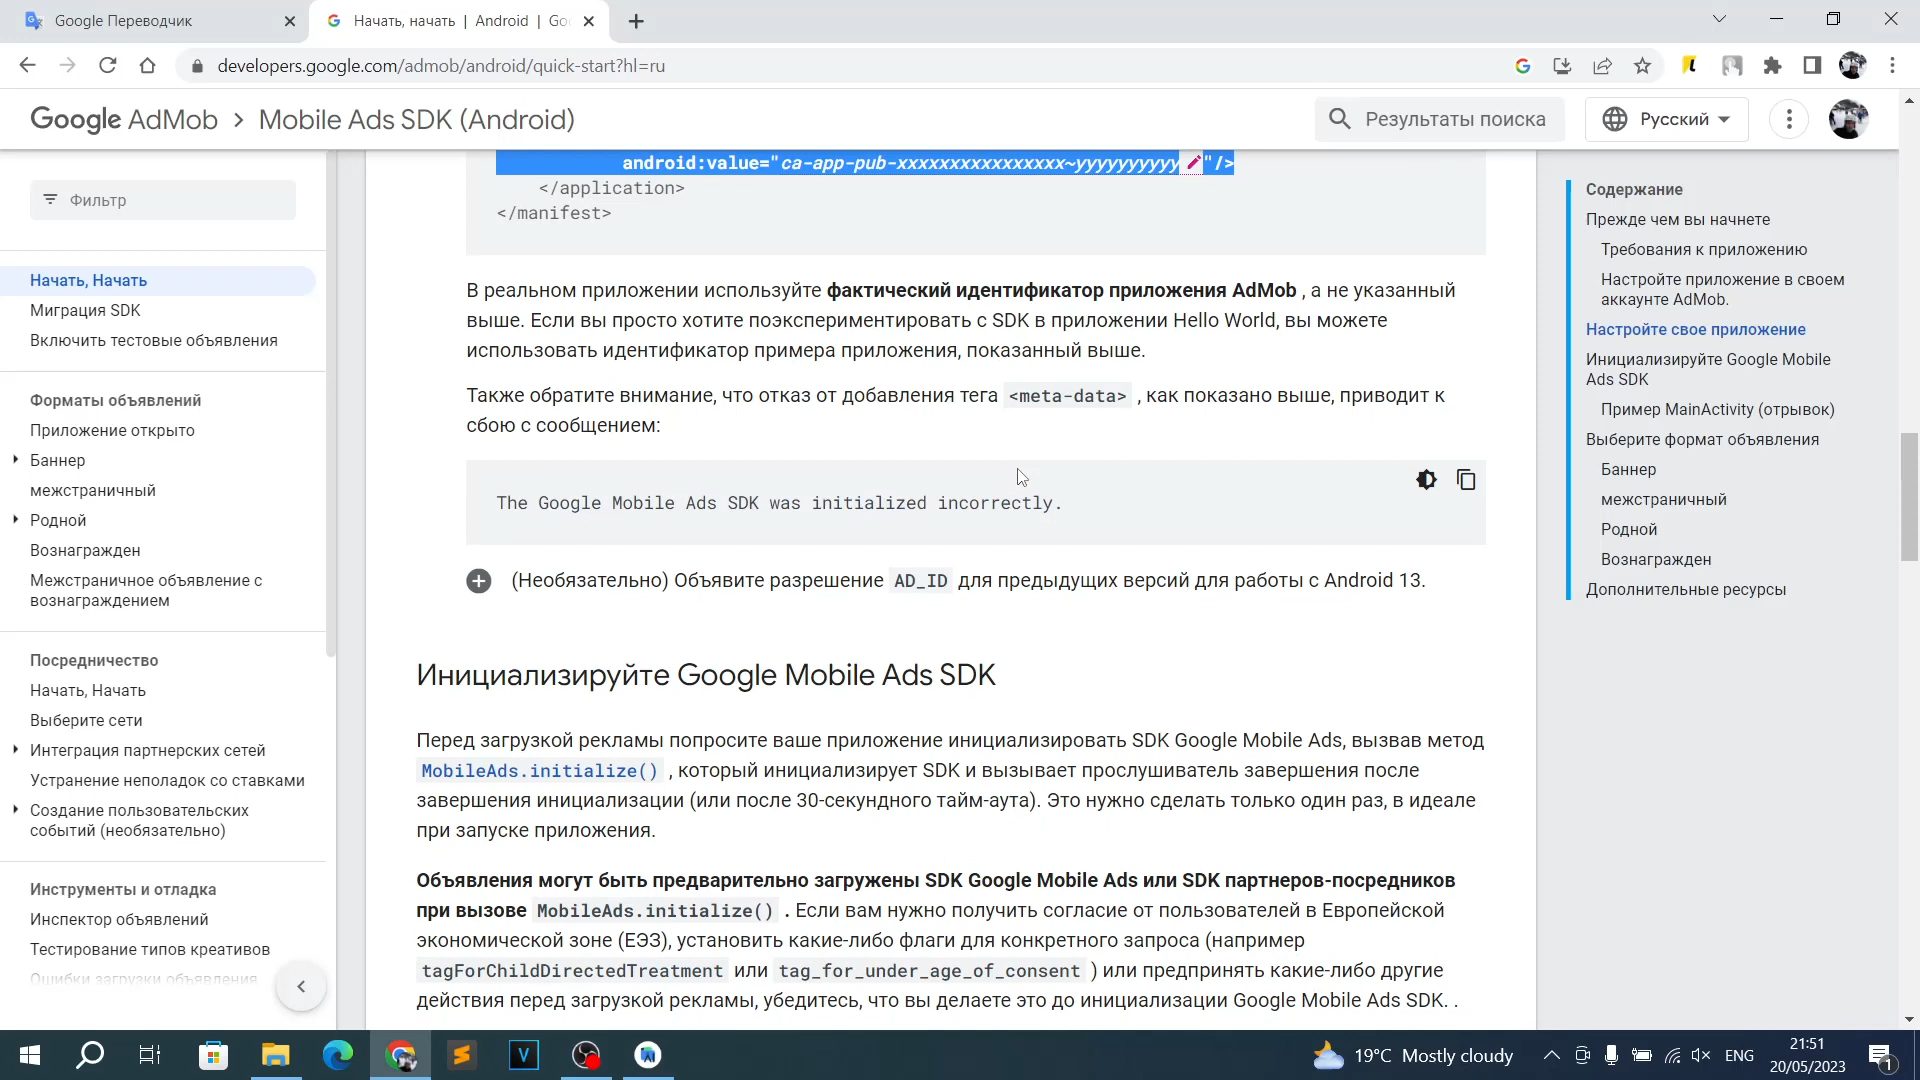 Google Переводчик
Начать, начать | Android | Goo
developers.google.com/admob/android/quick-start?hl=ru
Google AdMob > Mobile Ads SDK (Android)
Результаты поиска
Русский
Фильтр
Начать, Начать
Миграция SDK
Включить тестовые объявления
Форматы объявлений
Приложение открыто
Баннер
межстраничный
Родной
Вознагражден
Межстраничное объявление с
вознаграждением
Посредничество
Начать, Начать
Выберите сети
Интеграция партнерских сетей
Устранение неполадок со ставками
Создание пользовательских
событий (необязательно)
Инструменты и отладка
Инспектор объявлений
Тестирование типов креативов
Ошибки загрузки объявления
android:value="ca-app-pub-xxxxxxxxxxxxxxxx~yyyyyyyyyy"/>
</application>
</manifest>
В реальном приложении используйте фактический идентификатор приложения AdMob , а не указанный
выше. Если вы просто хотите поэкспериментировать с SDK в приложении Hello World, вы можете
использовать идентификатор примера приложения, показанный выше.
Также обратите внимание, что отказ от добавления тега <meta-data> , как показано выше, приводит к
сбою с сообщением:
The Google Mobile Ads SDK was initialized incorrectly.
(Необязательно) Объявите разрешение AD_ID для предыдущих версий для работы с Android 13.
Инициализируйте Google Mobile Ads SDK
Перед загрузкой рекламы попросите ваше приложение инициализировать SDK Google Mobile Ads, вызвав метод
MobileAds.initialize() , который инициализирует SDK и вызывает прослушиватель завершения после
завершения инициализации (или после 30-секундного тайм-аута). Это нужно сделать только один раз, в идеале
при запуске приложения.
Объявления могут быть предварительно загружены SDK Google Mobile Ads или SDK партнеров-посредников
при вызове MobileAds.initialize() . Если вам нужно получить согласие от пользователей в Европейской
экономической зоне (ЕЭЗ), установить какие-либо флаги для конкретного запроса (например
tagForChildDirectedTreatment или tag_for_under_age_of_consent ) или предпринять какие-либо другие
действия перед загрузкой рекламы, убедитесь, что вы делаете это до инициализации Google Mobile Ads SDK. .
Содержание
Прежде чем вы начнете
Требования к приложению
Настройте приложение в своем
аккаунте AdMob.
Настройте свое приложение
Инициализируйте Google Mobile
Ads SDK
Пример MainActivity (отрывок)
Выберите формат объявления
Баннер
межстраничный
Родной
Вознагражден
Дополнительные ресурсы
19°C Mostly cloudy
ENG
21:51
20/05/2023
1